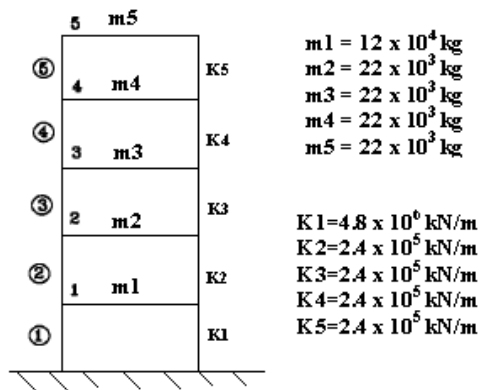 5 m5
⑤ 4 m4 K5
④ 3 m3 K4
③ 2 m2 K3
② 1 m1 K2
① K1
m1 = 12 x 10⁴ kg
m2 = 22 x 10³ kg
m3 = 22 x 10³ kg
m4 = 22 x 10³ kg
m5 = 22 x 10³ kg
K1=4.8 x 10⁶ kN/m
K2=2.4 x 10⁵ kN/m
K3=2.4 x 10⁵ kN/m
K4=2.4 x 10⁵ kN/m
K5=2.4 x 10⁵ kN/m